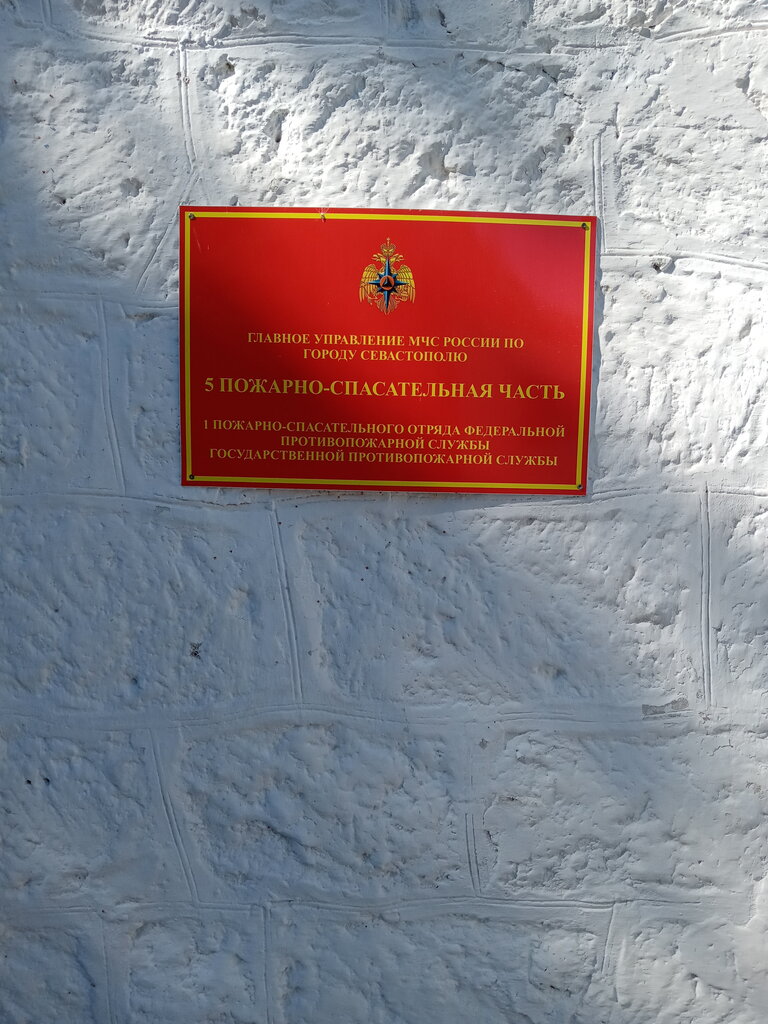 ГЛАВНОЕ УПРАВЛЕНИЕ МЧС РОССИИ ПО
ГОРОДУ СЕВАСТОПОЛЮ
5 ПОЖАРНО-СПАСАТЕЛЬНАЯ ЧАСТЬ
1 ПОЖАРНО-СПАСАТЕЛЬНОГО ОТРЯДА ФЕДЕРАЛЬНОЙ
ПРОТИВОПОЖАРНОЙ СЛУЖБЫ
ГОСУДАРСТВЕННОЙ ПРОТИВОПОЖАРНОЙ СЛУЖБЫ